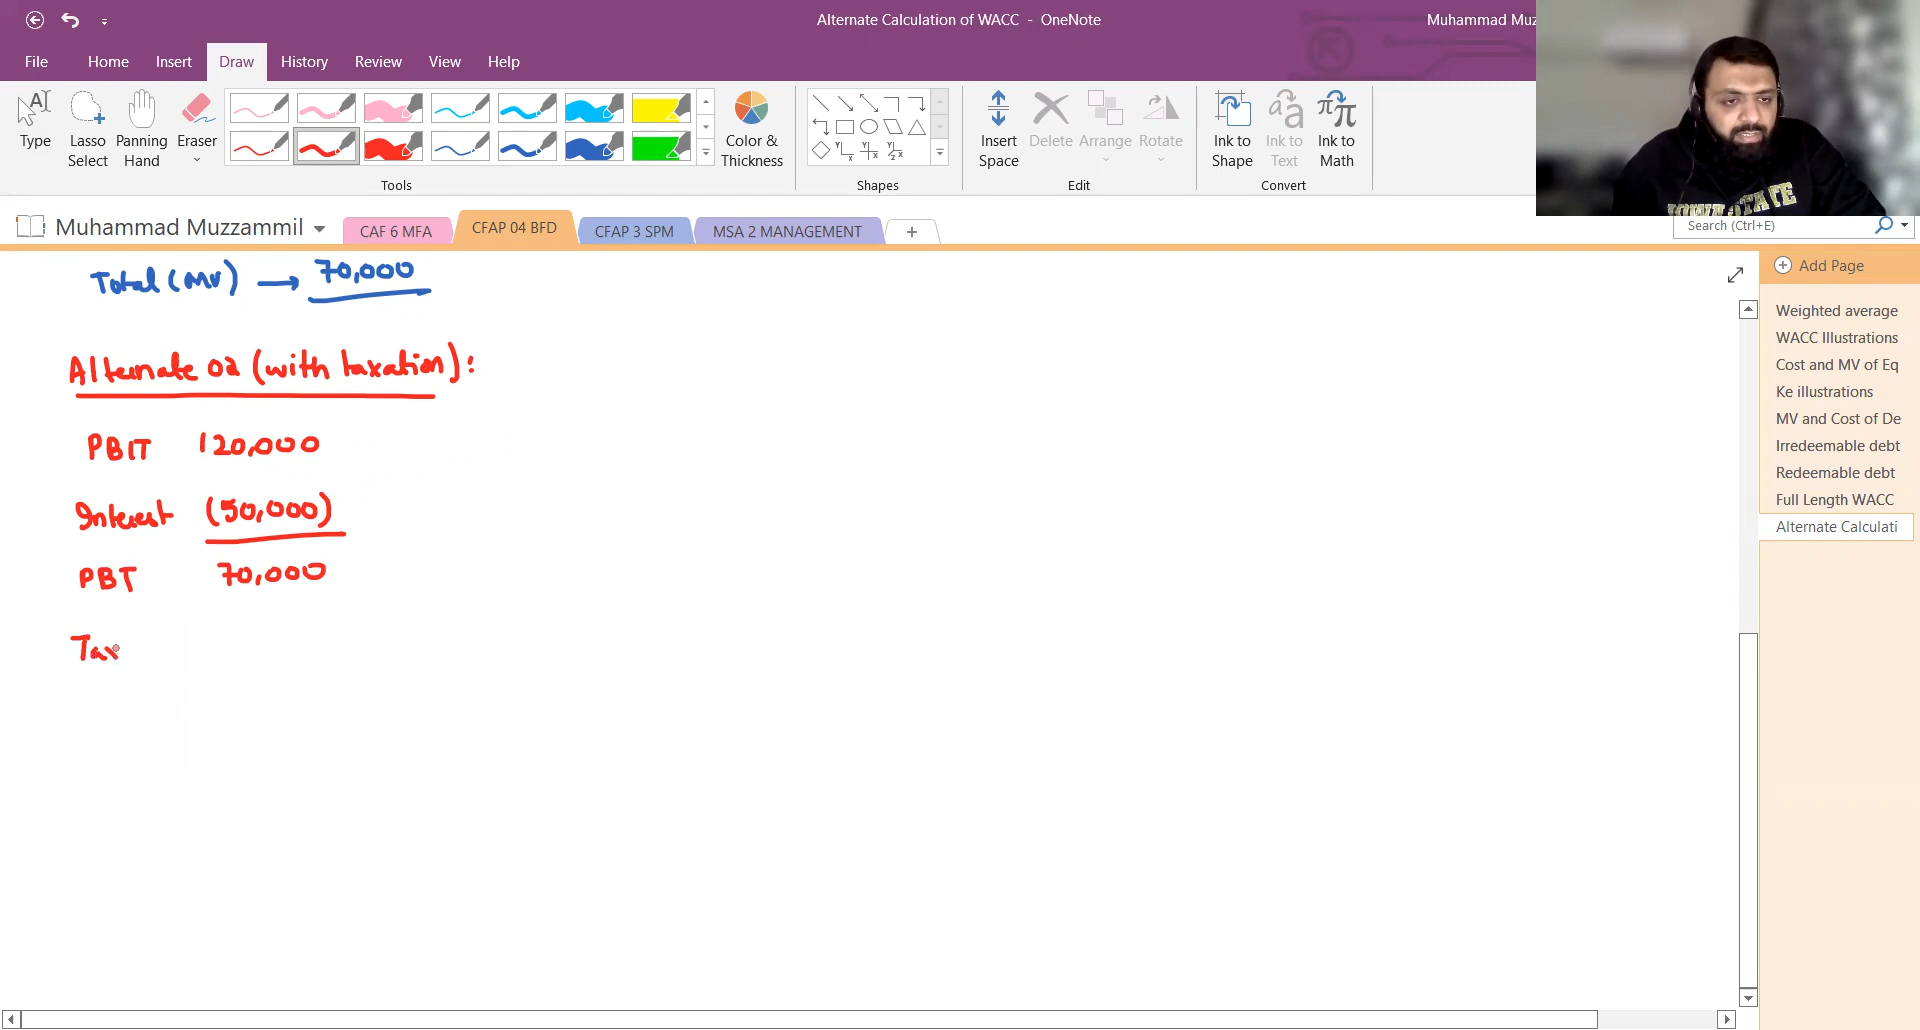 Alternate Calculation of WACC - OneNote
Muhammad Muz
File Home Insert Draw History Review View Help
Type
Lasso Select
Panning Hand
Eraser
Color & Thickness
Insert Space
Delete
Arrange
Rotate
Ink to Shape
Ink to Text
Ink to Math
Tools
Shapes
Edit
Convert
IOWA STATE
Muhammad Muzzammil
CAF 6 MFA
CFAP 04 BFD
CFAP 3 SPM
MSA 2 MANAGEMENT
Search (Ctrl+E)
Add Page
Weighted average
WACC Illustrations
Cost and MV of Eq
Ke illustrations
MV and Cost of De
Irredeemable debt
Redeemable debt
Full Length WACC
Alternate Calculati
Total (MV) → 70,000
Alternate 02 (with taxation):
PBIT 120,000
Interest (50,000)
PBT 70,000
Tax